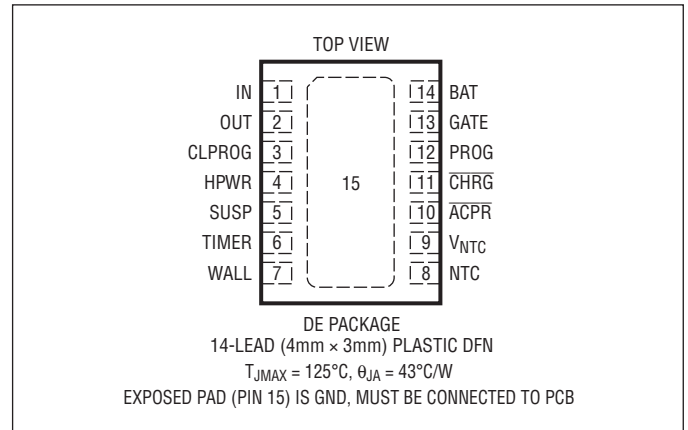 TOP VIEW
IN 1 14 BAT
OUT 2 13 GATE
CLPROG 3 12 PROG
HPWR 4 15 11 CHRG
SUSP 5 10 ACPR
TIMER 6 9 VNTC
WALL 7 8 NTC
DE PACKAGE
14-LEAD (4mm × 3mm) PLASTIC DFN
TJMAX = 125°C, θJA = 43°C/W
EXPOSED PAD (PIN 15) IS GND, MUST BE CONNECTED TO PCB